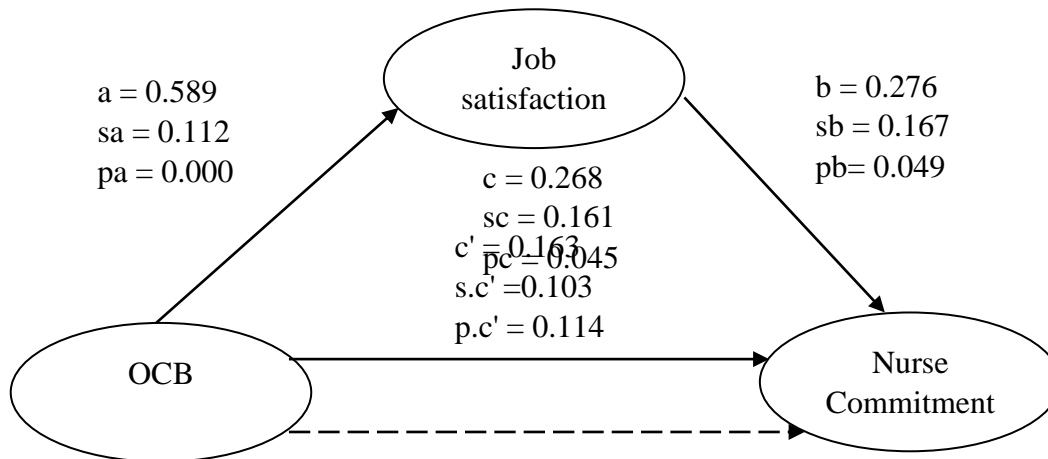 Job
satisfaction
a = 0.589
sa = 0.112
pa = 0.000
b = 0.276
sb = 0.167
pb= 0.049
c = 0.268
sc = 0.161
pc = 0.045
c' = 0.163
s.c' =0.103
p.c' = 0.114
OCB
Nurse
Commitment